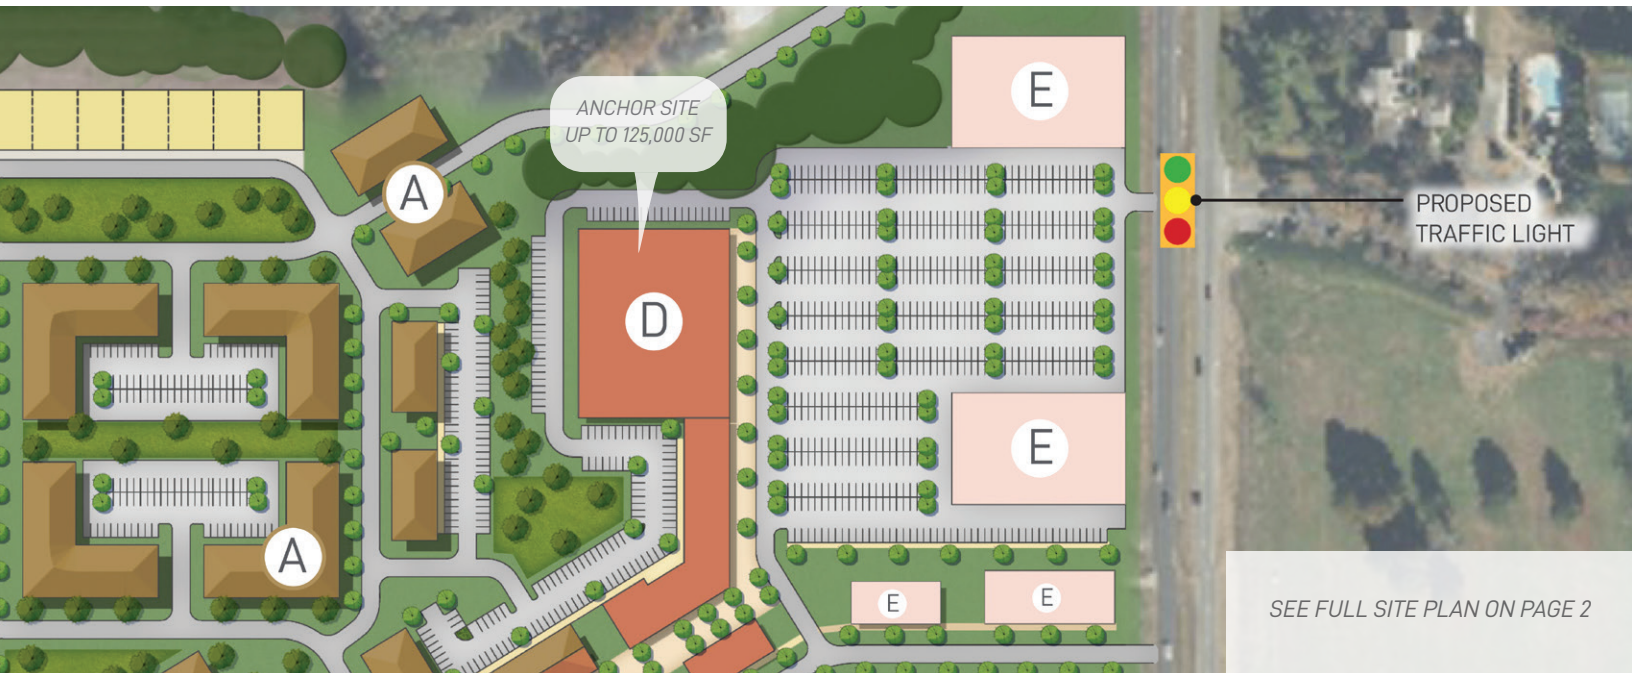 E
ANCHOR SITE
UP TO 125,000 SF
A
PROPOSED
TRAFFIC LIGHT
D
E
A
E
E
SEE FULL SITE PLAN ON PAGE 2